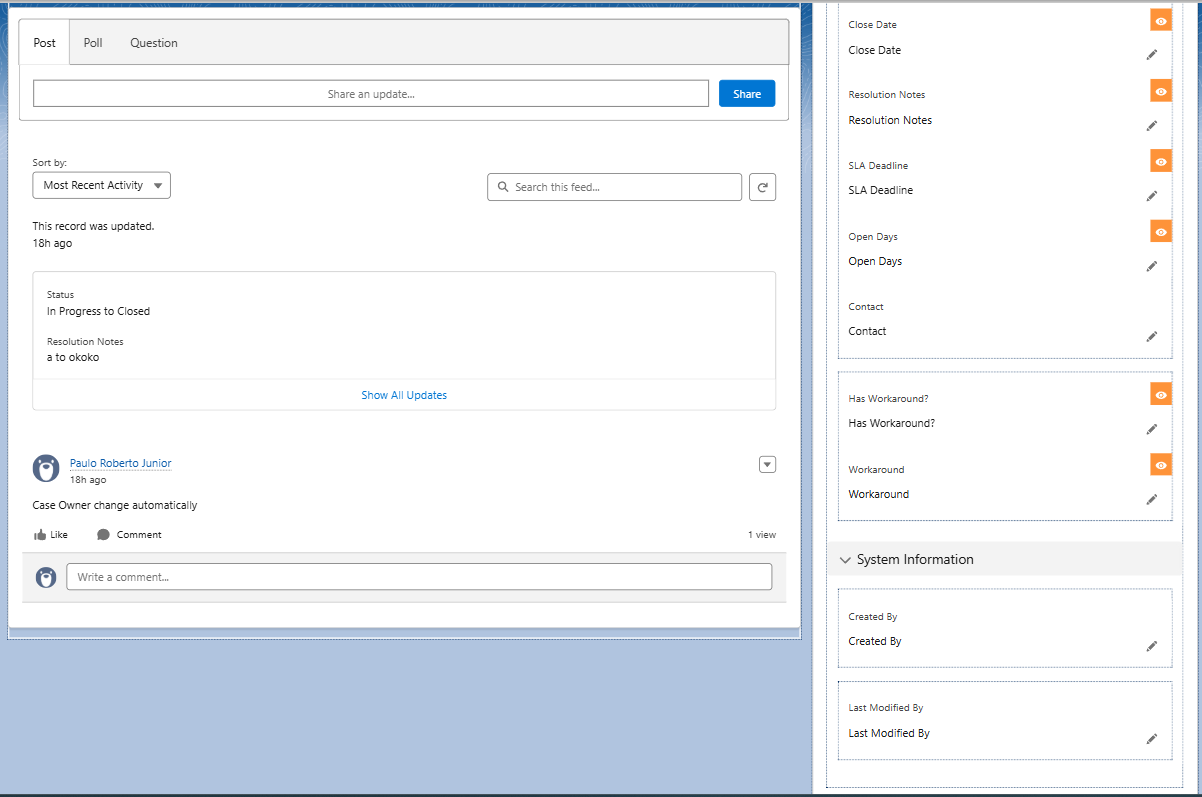 Post Poll Question
Share an update...
Share
Sort by:
Most Recent Activity
Search this feed...
This record was updated.
18h ago
Status
In Progress to Closed
Resolution Notes
a to okoko
Show All Updates
Paulo Roberto Junior
18h ago
Case Owner change automatically
Like Comment 1 view
Write a comment...
Close Date
Close Date
Resolution Notes
Resolution Notes
SLA Deadline
SLA Deadline
Open Days
Open Days
Contact
Contact
Has Workaround?
Has Workaround?
Workaround
Workaround
System Information
Created By
Created By
Last Modified By
Last Modified By